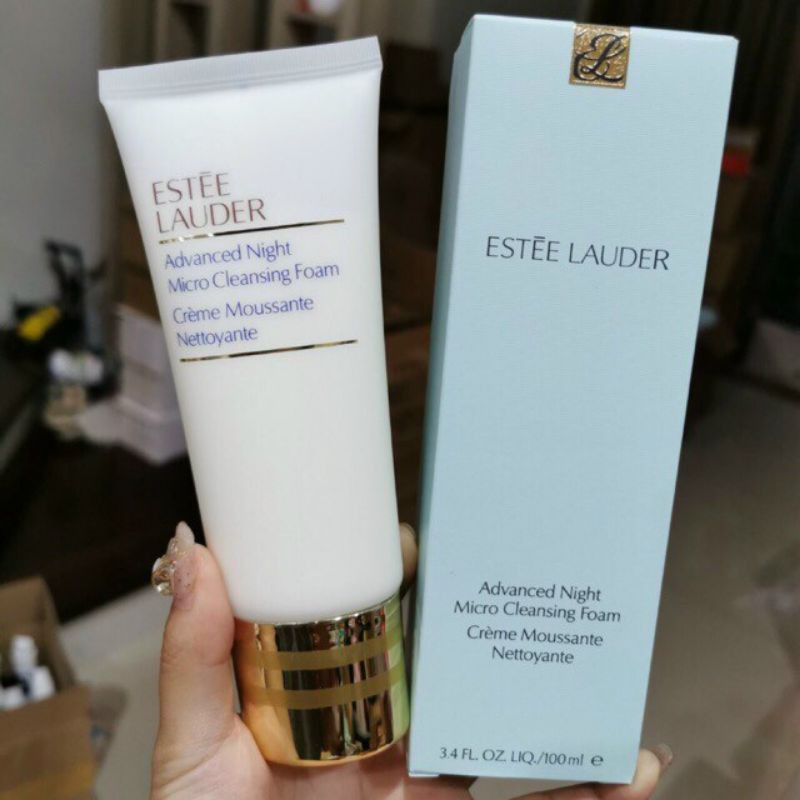 ESTĒE
LAUDER
Advanced Night
Micro Cleansing Foam
Crème Moussante
Nettoyante
EL
ESTĒE LAUDER
Advanced Night
Micro Cleansing Foam
Crème Moussante
Nettoyante
3.4 FL. OZ. LIQ./100 ml ℮